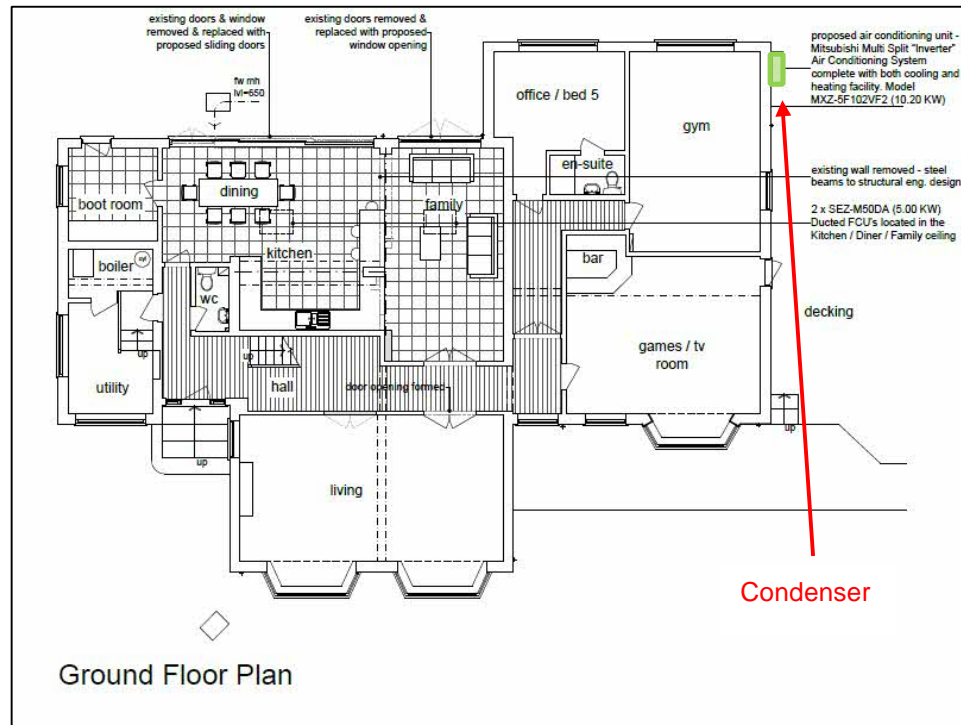 existing doors & window
removed & replaced with
proposed sliding doors
existing doors removed &
replaced with proposed
window opening
proposed air conditioning unit -
Mitsubishi Multi Split "Inverter"
Air Conditioning System
complete with both cooling and
heating facility. Model
MXZ-5F102VF2 (10.20 KW)
fw mh
lvl=650
office / bed 5
gym
en-suite
existing wall removed - steel
beams to structural eng. design
dining
boot room
family
2 x SEZ-M50DA (5.00 KW)
Ducted FCU's located in the
Kitchen / Diner / Family ceiling
kitchen
bar
boiler
cyl
wc
decking
up
up
games / tv
room
utility
hall
door opening formed
up
up
living
Condenser
Ground Floor Plan